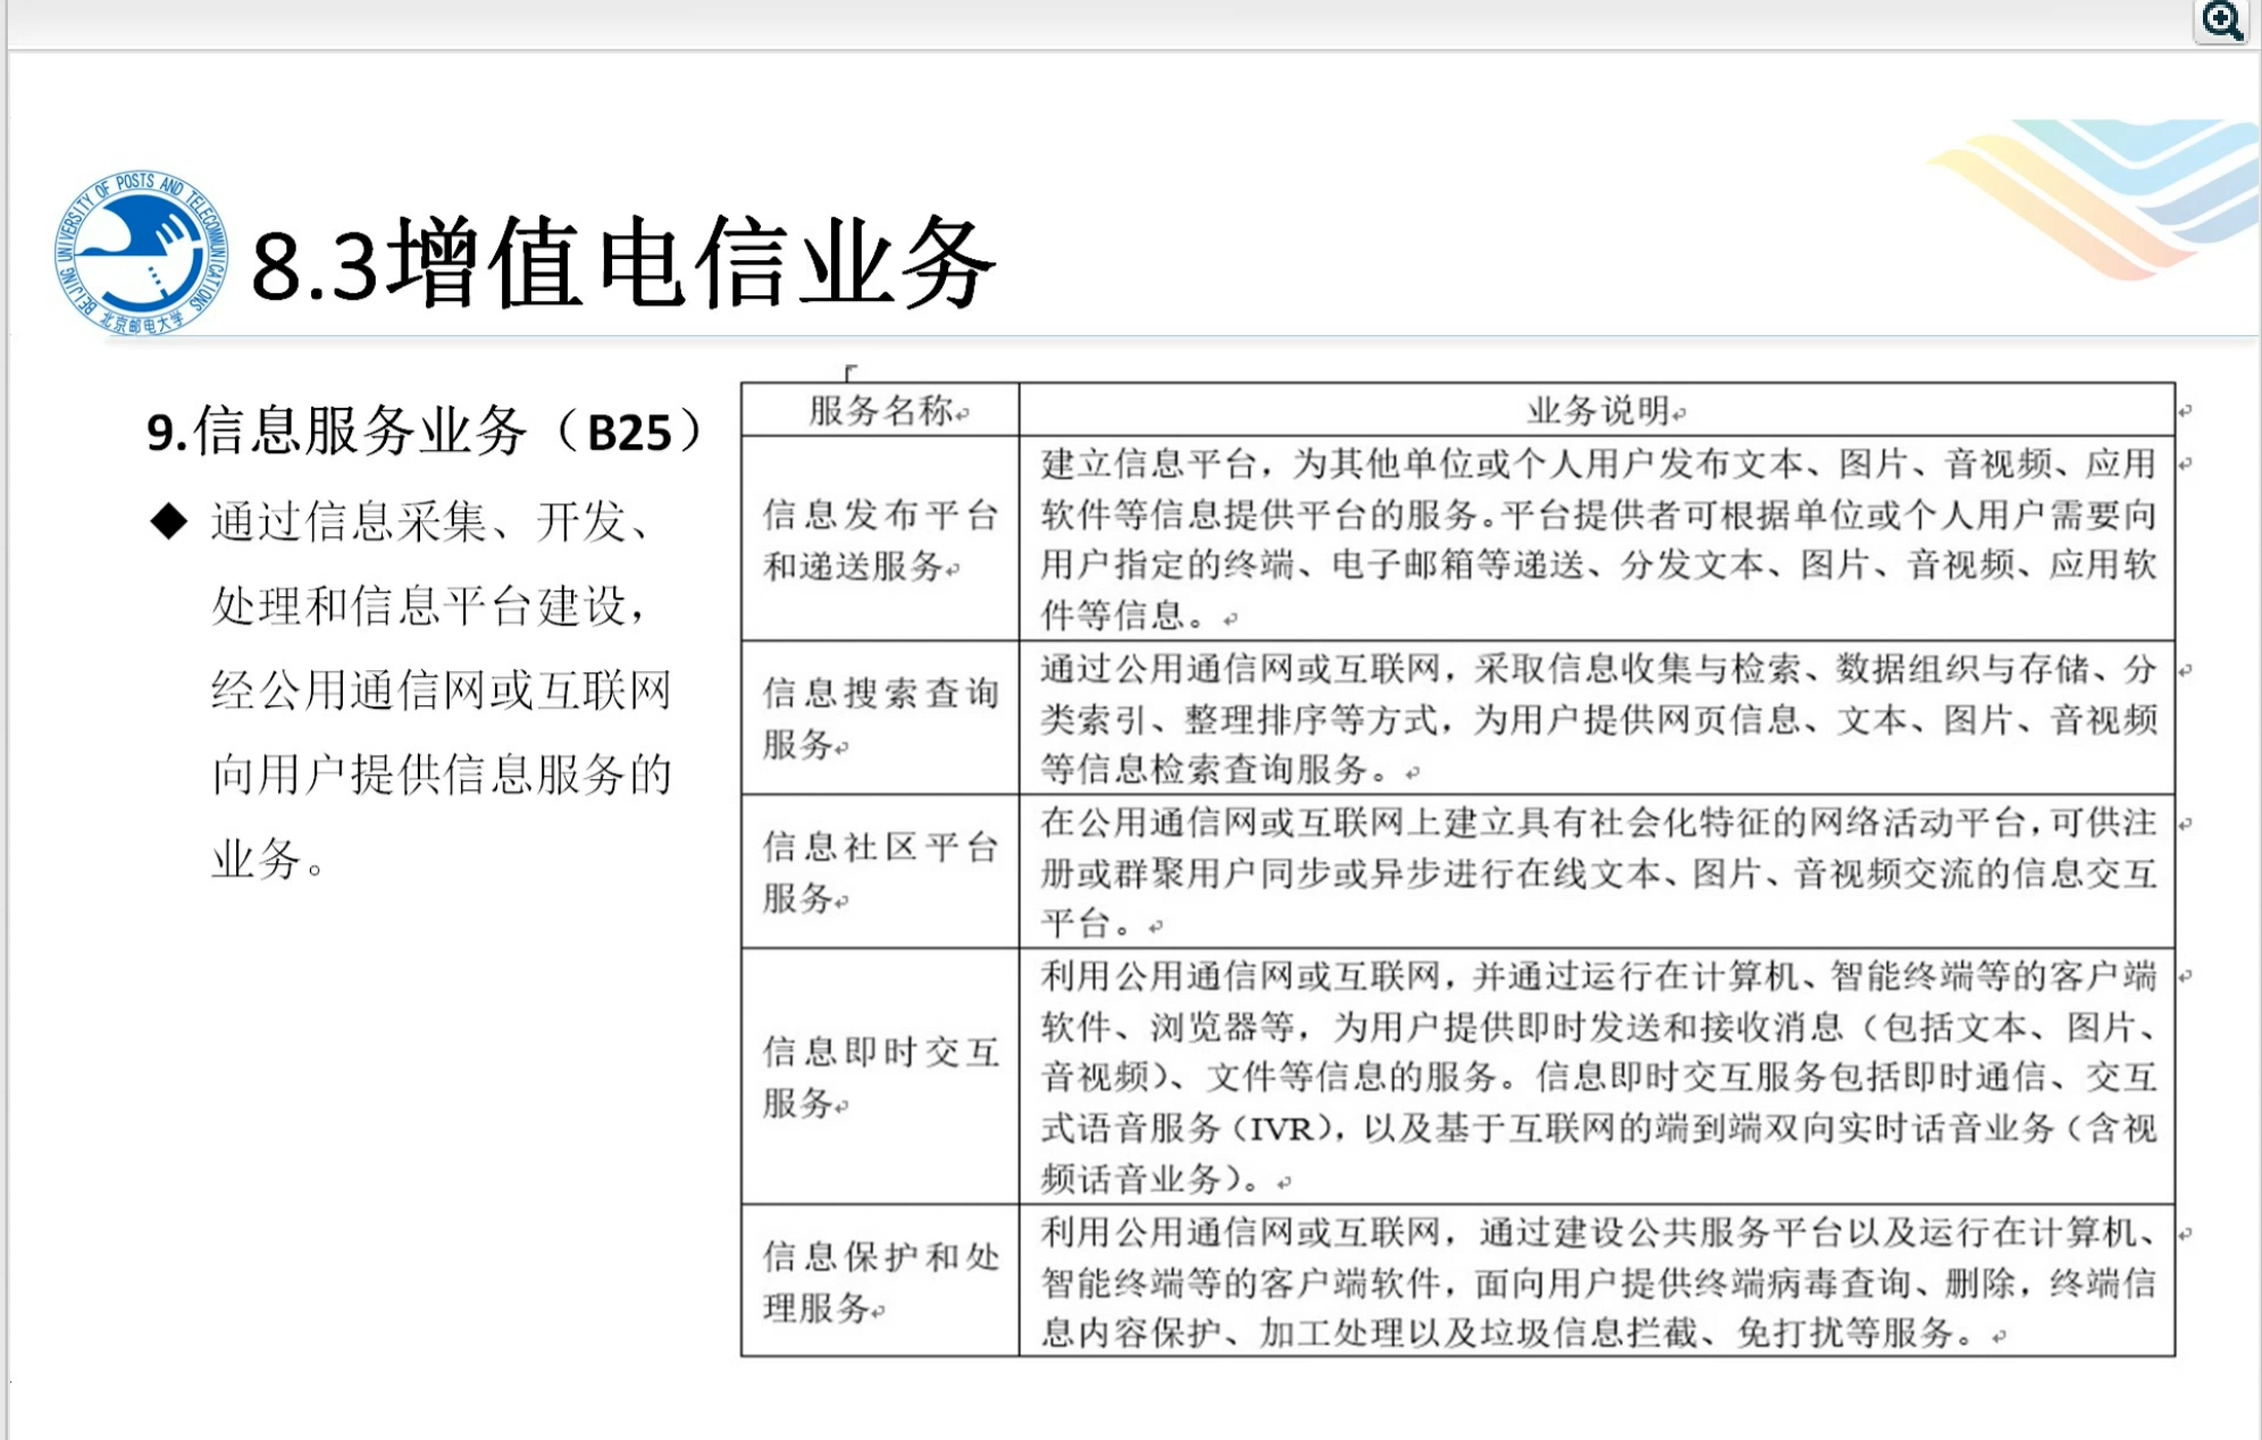 BEIJING UNIVERSITY OF POSTS AND TELECOMMUNICATIONS
北京邮电大学
8.3增值电信业务
9.信息服务业务（B25）
◆ 通过信息采集、开发、
处理和信息平台建设，
经公用通信网或互联网
向用户提供信息服务的
业务。
服务名称
业务说明
信息发布平台
和递送服务
建立信息平台，为其他单位或个人用户发布文本、图片、音视频、应用
软件等信息提供平台的服务。平台提供者可根据单位或个人用户需要向
用户指定的终端、电子邮箱等递送、分发文本、图片、音视频、应用软
件等信息。
信息搜索查询
服务
通过公用通信网或互联网，采取信息收集与检索、数据组织与存储、分
类索引、整理排序等方式，为用户提供网页信息、文本、图片、音视频
等信息检索查询服务。
信息社区平台
服务
在公用通信网或互联网上建立具有社会化特征的网络活动平台，可供注
册或群聚用户同步或异步进行在线文本、图片、音视频交流的信息交互
平台。
信息即时交互
服务
利用公用通信网或互联网，并通过运行在计算机、智能终端等的客户端
软件、浏览器等，为用户提供即时发送和接收消息（包括文本、图片、
音视频）、文件等信息的服务。信息即时交互服务包括即时通信、交互
式语音服务（IVR），以及基于互联网的端到端双向实时话音业务（含视
频话音业务）。
信息保护和处
理服务
利用公用通信网或互联网，通过建设公共服务平台以及运行在计算机、
智能终端等的客户端软件，面向用户提供终端病毒查询、删除，终端信
息内容保护、加工处理以及垃圾信息拦截、免打扰等服务。